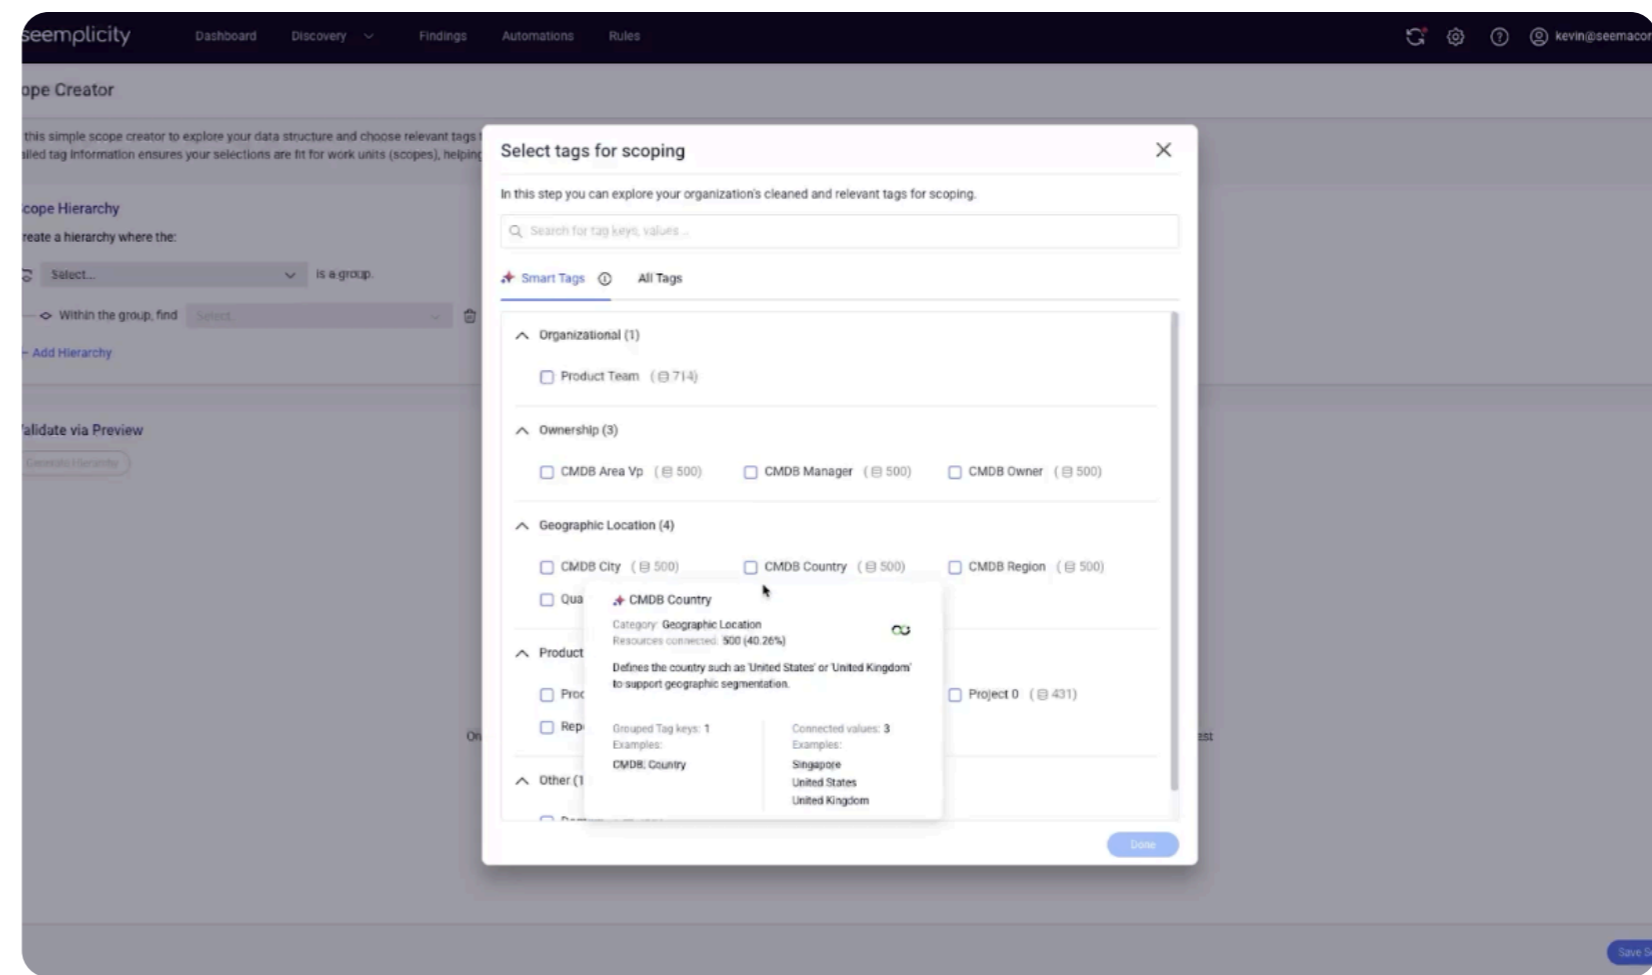 seemplicity Dashboard Discovery Findings Automations Rules kevin@seemacor
ope Creator
this simple scope creator to explore your data structure and choose relevant tags
iled tag information ensures your selections are fit for work units (scopes), helping
cope Hierarchy
reate a hierarchy where the:
Select... is a group.
Within the group, find Select...
+ Add Hierarchy
alidate via Preview
Generate Hierarchy
On
est
Save S
Select tags for scoping
In this step you can explore your organization's cleaned and relevant tags for scoping.
Search for tag keys, values ...
Smart Tags All Tags
Organizational (1)
Product Team (714)
Ownership (3)
CMDB Area Vp (500) CMDB Manager (500) CMDB Owner (500)
Geographic Location (4)
CMDB City (500) CMDB Country (500) CMDB Region (500)
Qua
Product
Proc Project 0 (431)
Rep
Other (1
CMDB Country
Category: Geographic Location
Resources connected: 500 (40.26%)
Defines the country such as 'United States' or 'United Kingdom'
to support geographic segmentation.
Grouped Tag keys: 1 Connected values: 3
Examples: Examples:
CMDB: Country Singapore
United States
United Kingdom
Done